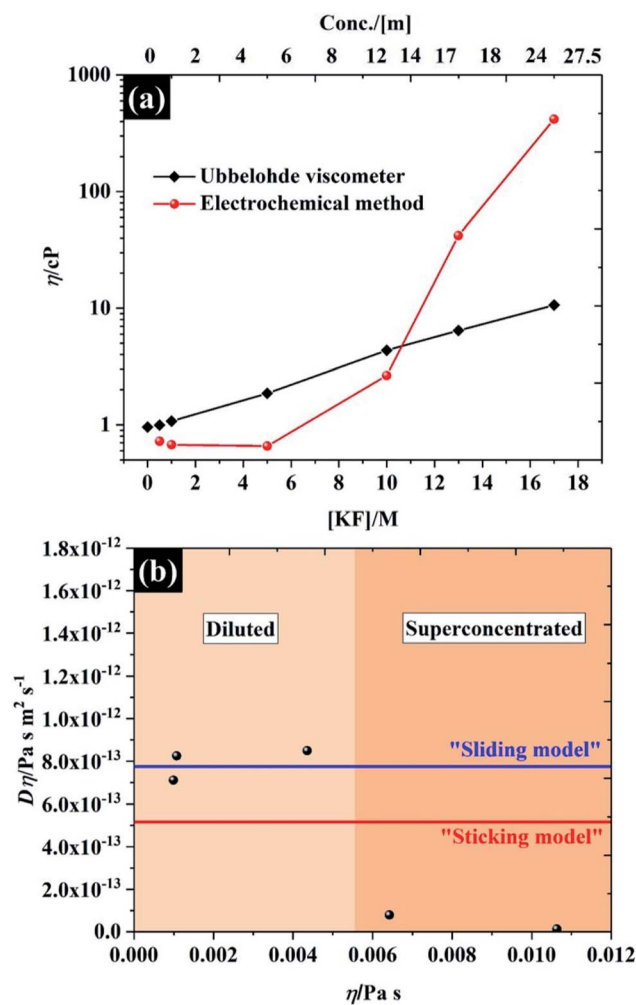 Conc./[m]
0 2 5 7 10 12 14 17 18 24 27.5
(a)
1000
100
10
1
η/cP
Ubbelohde viscometer
Electrochemical method
0 2 4 6 8 10 12 14 16 18
[KF]/M
(b)
1.8x10⁻¹²
1.6x10⁻¹²
1.4x10⁻¹²
1.2x10⁻¹²
1.0x10⁻¹²
8.0x10⁻¹³
6.0x10⁻¹³
4.0x10⁻¹³
2.0x10⁻¹³
0.0
Dη/Pa s m² s⁻¹
Diluted
Superconcentrated
"Sliding model"
"Sticking model"
0.000 0.002 0.004 0.006 0.008 0.010 0.012
η/Pa s